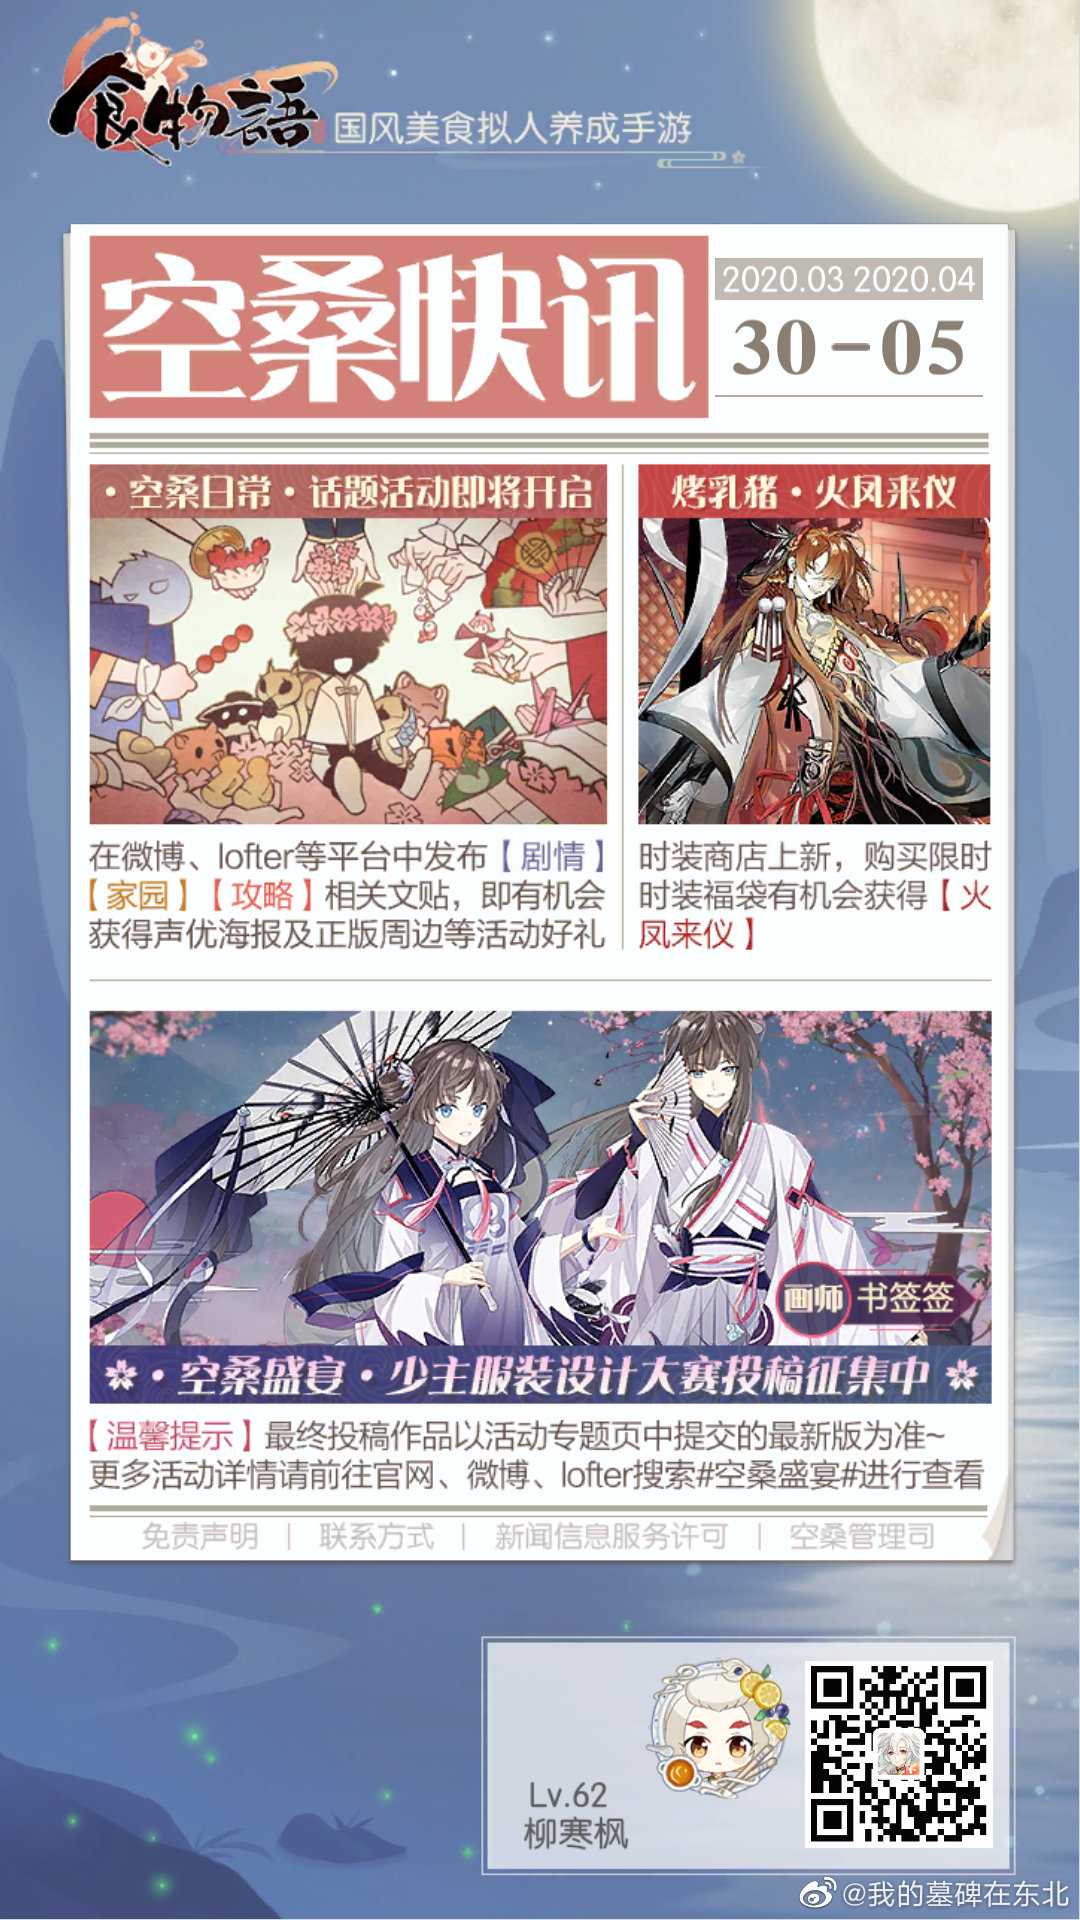 食物語
国风美食拟人养成手游
空桑快讯
2020.03 2020.04
30-05
·空桑日常·话题活动即将开启
在微博、lofter等平台中发布【剧情】
【家园】【攻略】相关文贴，即有机会
获得声优海报及正版周边等活动好礼
烤乳猪·火凤来仪
时装商店上新，购买限时
时装福袋有机会获得【火
凤来仪】
画师 书签签
·空桑盛宴·少主服装设计大赛投稿征集中
【温馨提示】最终投稿作品以活动专题页中提交的最新版为准~
更多活动详情请前往官网、微博、lofter搜索#空桑盛宴#进行查看
免责声明 | 联系方式 | 新闻信息服务许可 | 空桑管理司
Lv.62
柳寒枫
@我的墓碑在东北